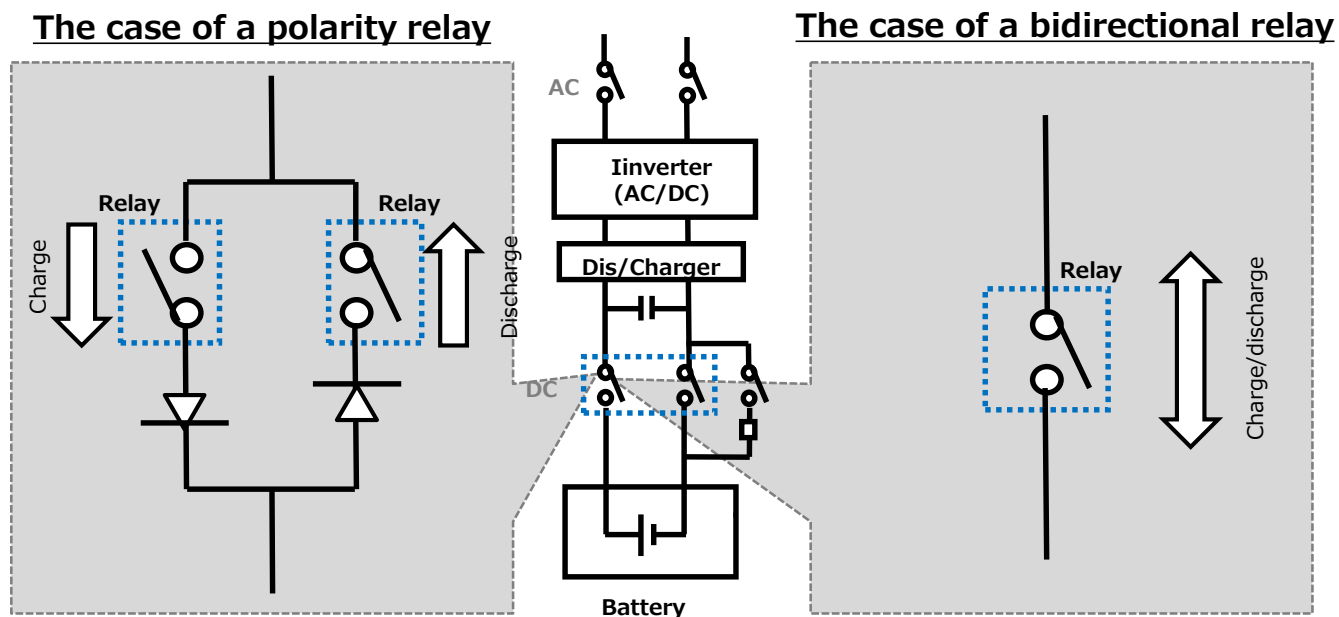 The case of a polarity relay
The case of a bidirectional relay
AC
Iinverter
(AC/DC)
Relay
Relay
Charge
Discharge
Dis/Charger
Relay
Charge/discharge
DC
Battery